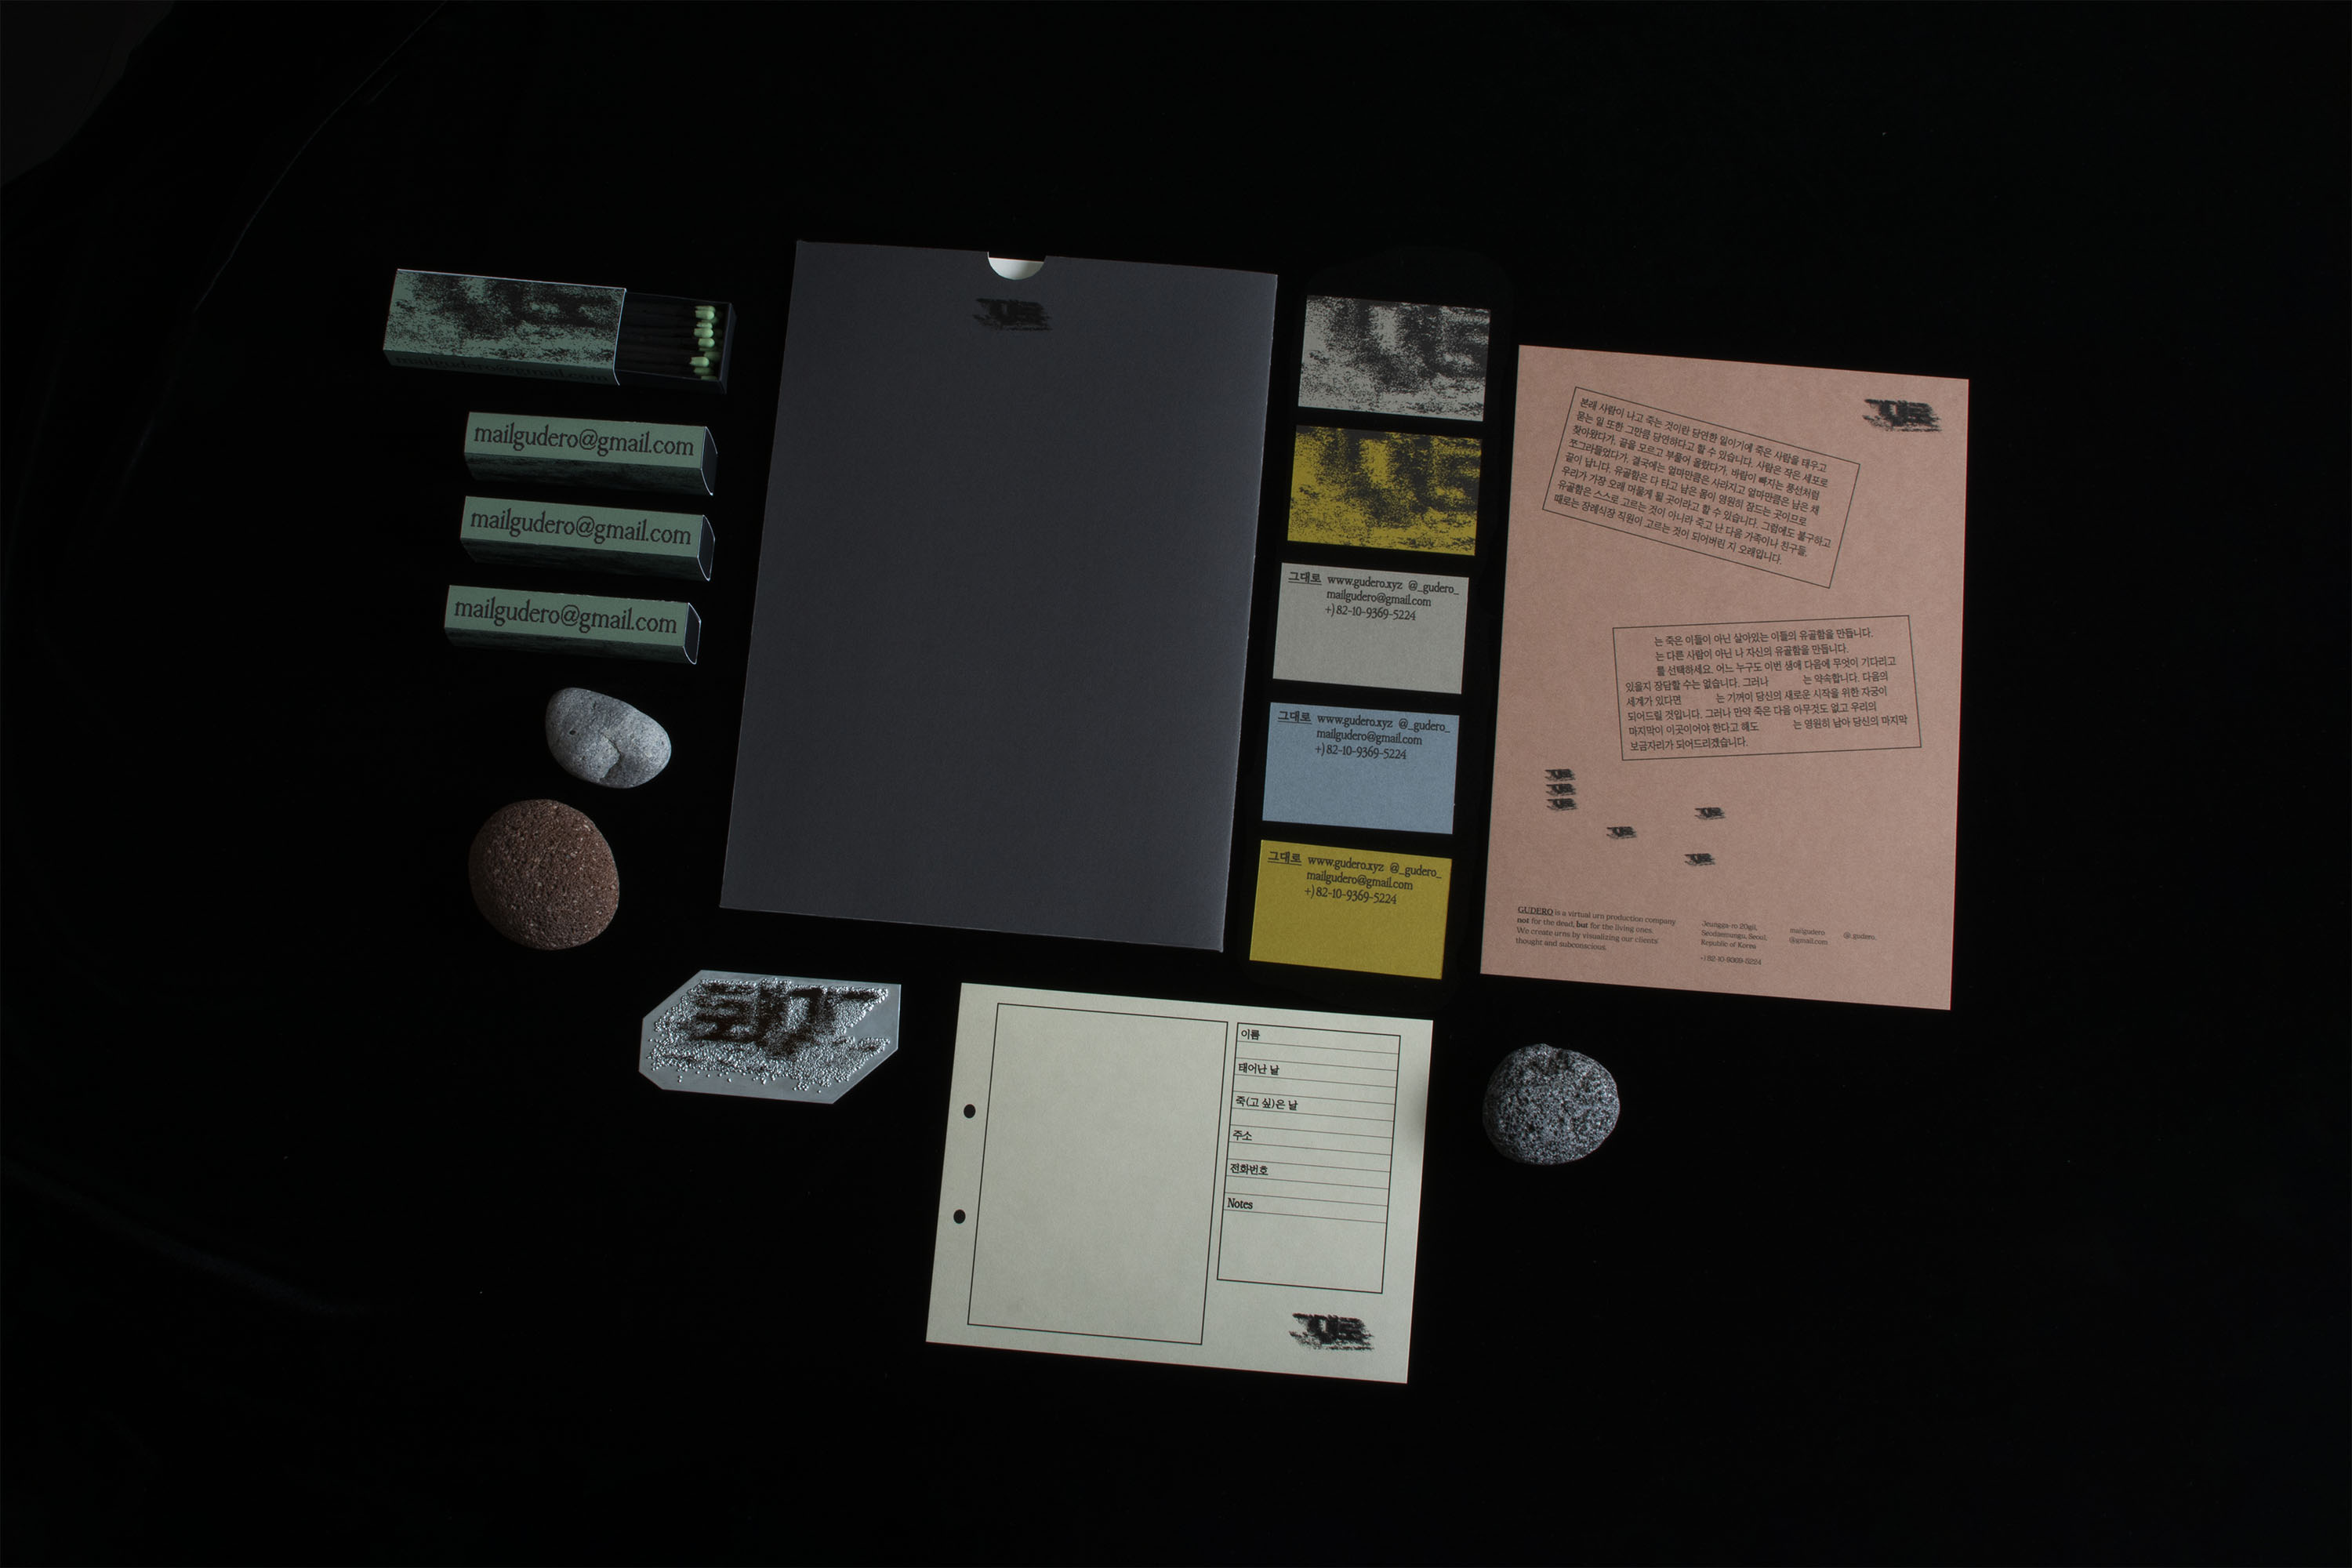 mailgudero@gmail.com
mailgudero@gmail.com
mailgudero@gmail.com
mailgudero@gmail.com
그대로 www.gudero.xyz @_gudero_
mailgudero@gmail.com
+)82-10-9369-5224
그대로 www.gudero.xyz @_gudero_
mailgudero@gmail.com
+)82-10-9369-5224
그대로 www.gudero.xyz @_gudero_
mailgudero@gmail.com
+)82-10-9369-5224
본래 사람이 나고 죽는 것이란 당연한 일이기에 죽은 사람을 태우고
묻는 일 또한 그만큼 당연하다고 할 수 있습니다. 사람은 작은 세포로
찾아왔다가, 끝을 모르고 부풀어 올랐다가, 바람이 빠지는 풍선처럼
쪼그라들었다가, 결국에는 얼마만큼은 사라지고 얼마만큼은 남은 채
끝이 납니다. 유골함은 다 타고 남은 몸이 영원히 잠드는 곳이므로
우리가 가장 오래 머물게 될 곳이라고 할 수 있습니다. 그럼에도 불구하고
유골함은 스스로 고르는 것이 아니라 죽고 난 다음 가족이나 친구들,
때로는 장례식장 직원이 고르는 것이 되어버린 지 오래입니다.
는 죽은 이들이 아닌 살아있는 이들의 유골함을 만듭니다.
는 다른 사람이 아닌 나 자신의 유골함을 만듭니다.
를 선택하세요. 어느 누구도 이번 생애 다음에 무엇이 기다리고
있을지 장담할 수는 없습니다. 그러나 는 약속합니다. 다음의
세계가 있다면 는 기꺼이 당신의 새로운 시작을 위한 자궁이
되어드릴 것입니다. 그러나 만약 죽은 다음 아무것도 없고 우리의
마지막이 이곳이어야 한다고 해도 는 영원히 남아 당신의 마지막
보금자리가 되어드리겠습니다.
GUDERO is a virtual urn production company
not for the dead, but for the living ones.
We create urns by visualizing our clients'
thought and subconscious.
Jeungga-ro 20gil,
Seodaemungu, Seoul,
Republic of Korea
+)82-10-9369-5224
mailgudero
@gmail.com
@_gudero_
이름
태어난 날
죽(고 싶)은 날
주소
전화번호
Notes